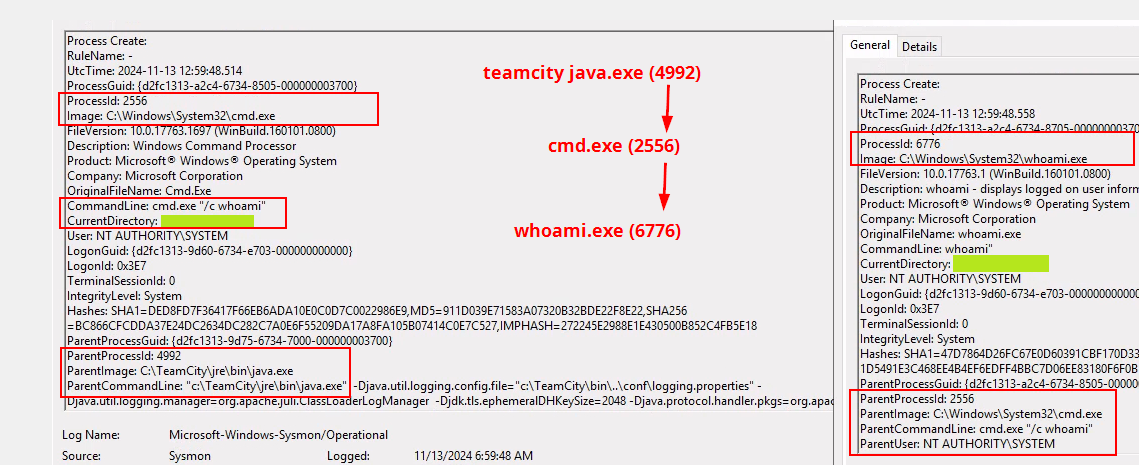 Process Create:
RuleName: -
UtcTime: 2024-11-13 12:59:48.514
ProcessGuid: {d2fc1313-a2c4-6734-8505-000000003700}
ProcessId: 2556
Image: C:\Windows\System32\cmd.exe
FileVersion: 10.0.17763.1697 (WinBuild.160101.0800)
Description: Windows Command Processor
Product: Microsoft® Windows® Operating System
Company: Microsoft Corporation
OriginalFileName: Cmd.Exe
CommandLine: cmd.exe "/c whoami"
CurrentDirectory:
User: NT AUTHORITY\SYSTEM
LogonGuid: {d2fc1313-9d60-6734-e703-000000000000}
LogonId: 0x3E7
TerminalSessionId: 0
IntegrityLevel: System
Hashes: SHA1=DED8FD7F36417F66EB6ADA10E0C0D7C0022986E9,MD5=911D039E71583A07320B32BDE22F8E22,SHA256
=BC866CFCDDA37E24DC2634DC282C7A0E6F55209DA17A8FA105B07414C0E7C527,IMPHASH=272245E2988E1E430500B852C4FB5E18
ParentProcessGuid: {d2fc1313-9d75-6734-7000-000000003700}
ParentProcessId: 4992
ParentImage: C:\TeamCity\jre\bin\java.exe
ParentCommandLine: "c:\TeamCity\jre\bin\java.exe" -Djava.util.logging.config.file="c:\TeamCity\bin\..\conf\logging.properties" -
Djava.util.logging.manager=org.apache.juli.ClassLoaderLogManager -Djdk.tls.ephemeralDHKeySize=2048 -Djava.protocol.handler.pkgs=org.apac
Log Name: Microsoft-Windows-Sysmon/Operational
Source: Sysmon Logged: 11/13/2024 6:59:48 AM
teamcity java.exe (4992)
cmd.exe (2556)
whoami.exe (6776)
General Details
Process Create:
RuleName: -
UtcTime: 2024-11-13 12:59:48.558
ProcessGuid: {d2fc1313-a2c4-6734-8705-0000000037
ProcessId: 6776
Image: C:\Windows\System32\whoami.exe
FileVersion: 10.0.17763.1 (WinBuild.160101.0800)
Description: whoami - displays logged on user inform
Product: Microsoft® Windows® Operating System
Company: Microsoft Corporation
OriginalFileName: whoami.exe
CommandLine: whoami"
CurrentDirectory:
User: NT AUTHORITY\SYSTEM
LogonGuid: {d2fc1313-9d60-6734-e703-00000000000
LogonId: 0x3E7
TerminalSessionId: 0
IntegrityLevel: System
Hashes: SHA1=47D7864D26FC67E0D60391CBF170D33
1D5491E3C468EE4B4EF6EDFF4BBC7D06EE83180F6F0B
ParentProcessGuid: {d2fc1313-a2c4-6734-8505-00000
ParentProcessId: 2556
ParentImage: C:\Windows\System32\cmd.exe
ParentCommandLine: cmd.exe "/c whoami"
ParentUser: NT AUTHORITY\SYSTEM